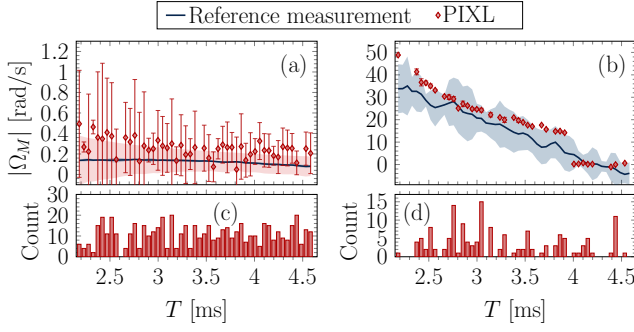 Reference measurement PIXL
|Ω_M| [rad/s]
1.2
1
0.8
0.6
0.4
0.2
0
(a)
50
40
30
20
10
0
(b)
Count
30
20
10
0
(c)
2.5 3 3.5 4 4.5
T [ms]
Count
15
10
5
0
(d)
2.5 3 3.5 4 4.5
T [ms]